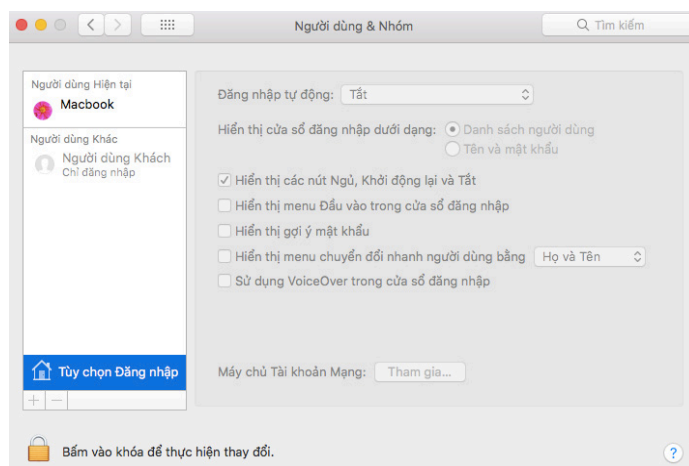 Người dùng & Nhóm
Tìm kiếm
Người dùng Hiện tại
Macbook
Người dùng Khác
Người dùng Khách
Chỉ đăng nhập
Tùy chọn Đăng nhập
Đăng nhập tự động: Tắt
Hiển thị cửa sổ đăng nhập dưới dạng: Danh sách người dùng
Tên và mật khẩu
Hiển thị các nút Ngủ, Khởi động lại và Tắt
Hiển thị menu Đầu vào trong cửa sổ đăng nhập
Hiển thị gợi ý mật khẩu
Hiển thị menu chuyển đổi nhanh người dùng bằng Họ và Tên
Sử dụng VoiceOver trong cửa sổ đăng nhập
Máy chủ Tài khoản Mạng: Tham gia...
Bấm vào khóa để thực hiện thay đổi.
?